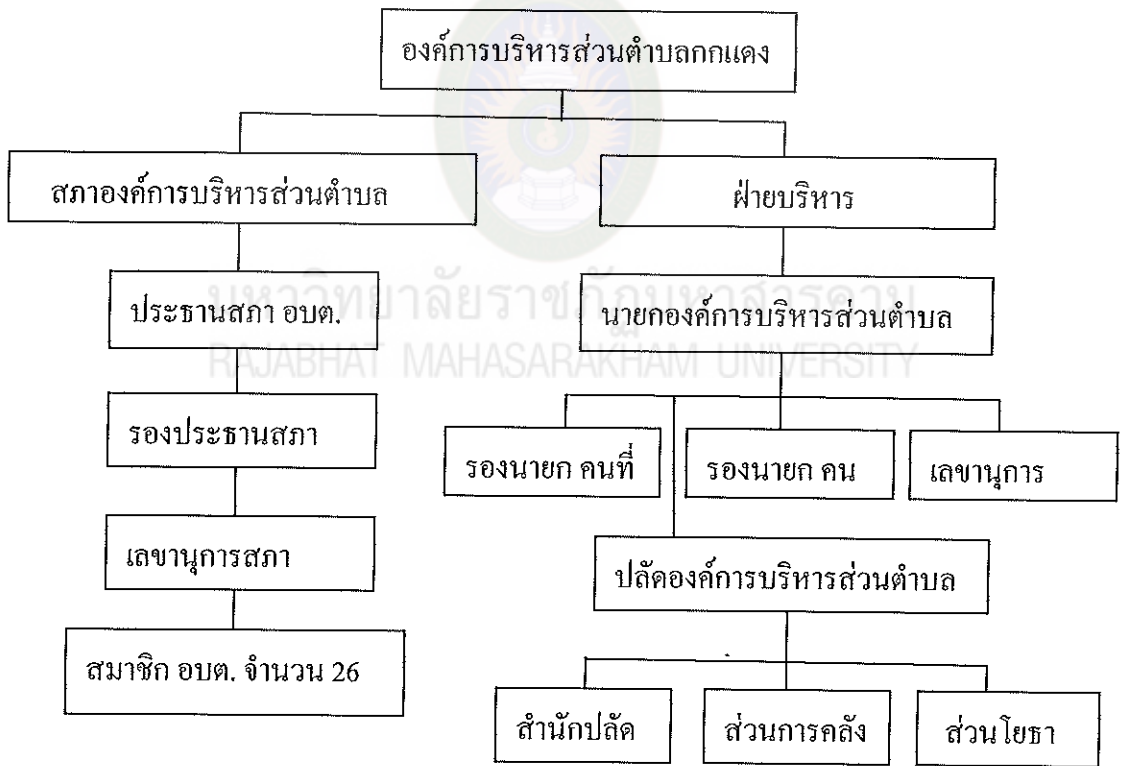 องค์การบริหารส่วนตำบลกกแดง
สภาองค์การบริหารส่วนตำบล
ฝ่ายบริหาร
ประธานสภา อบต.
นายกองค์การบริหารส่วนตำบล
มหาวิทยาลัยราชภัฏมหาสารคาม
RAJABHAT MAHASARAKHAM UNIVERSITY
รองประธานสภา
รองนายก คนที่
รองนายก คน
เลขานุการ
เลขานุการสภา
ปลัดองค์การบริหารส่วนตำบล
สมาชิก อบต. จำนวน 26
สำนักปลัด
ส่วนการคลัง
ส่วนโยธา